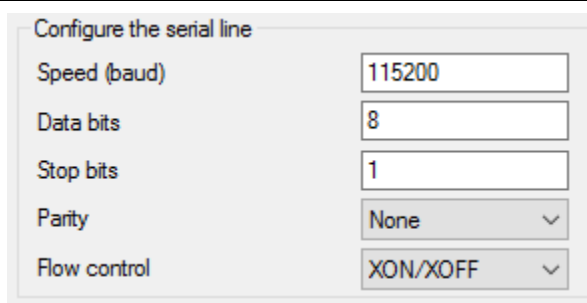 Configure the serial line
Speed (baud) 115200
Data bits 8
Stop bits 1
Parity None
Flow control XON/XOFF